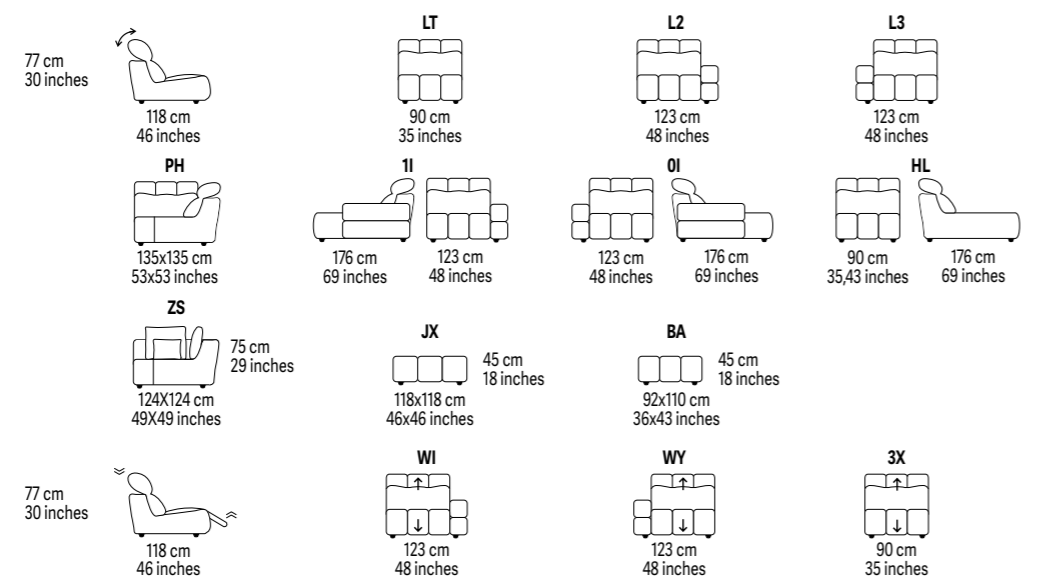 77 cm
30 inches
118 cm
46 inches
LT
90 cm
35 inches
L2
123 cm
48 inches
L3
123 cm
48 inches
PH
135x135 cm
53x53 inches
1I
176 cm
69 inches
123 cm
48 inches
0I
123 cm
48 inches
176 cm
69 inches
HL
90 cm
35,43 inches
176 cm
69 inches
ZS
75 cm
29 inches
124X124 cm
49X49 inches
JX
45 cm
18 inches
118x118 cm
46x46 inches
BA
45 cm
18 inches
92x110 cm
36x43 inches
77 cm
30 inches
118 cm
46 inches
WI
123 cm
48 inches
WY
123 cm
48 inches
3X
90 cm
35 inches